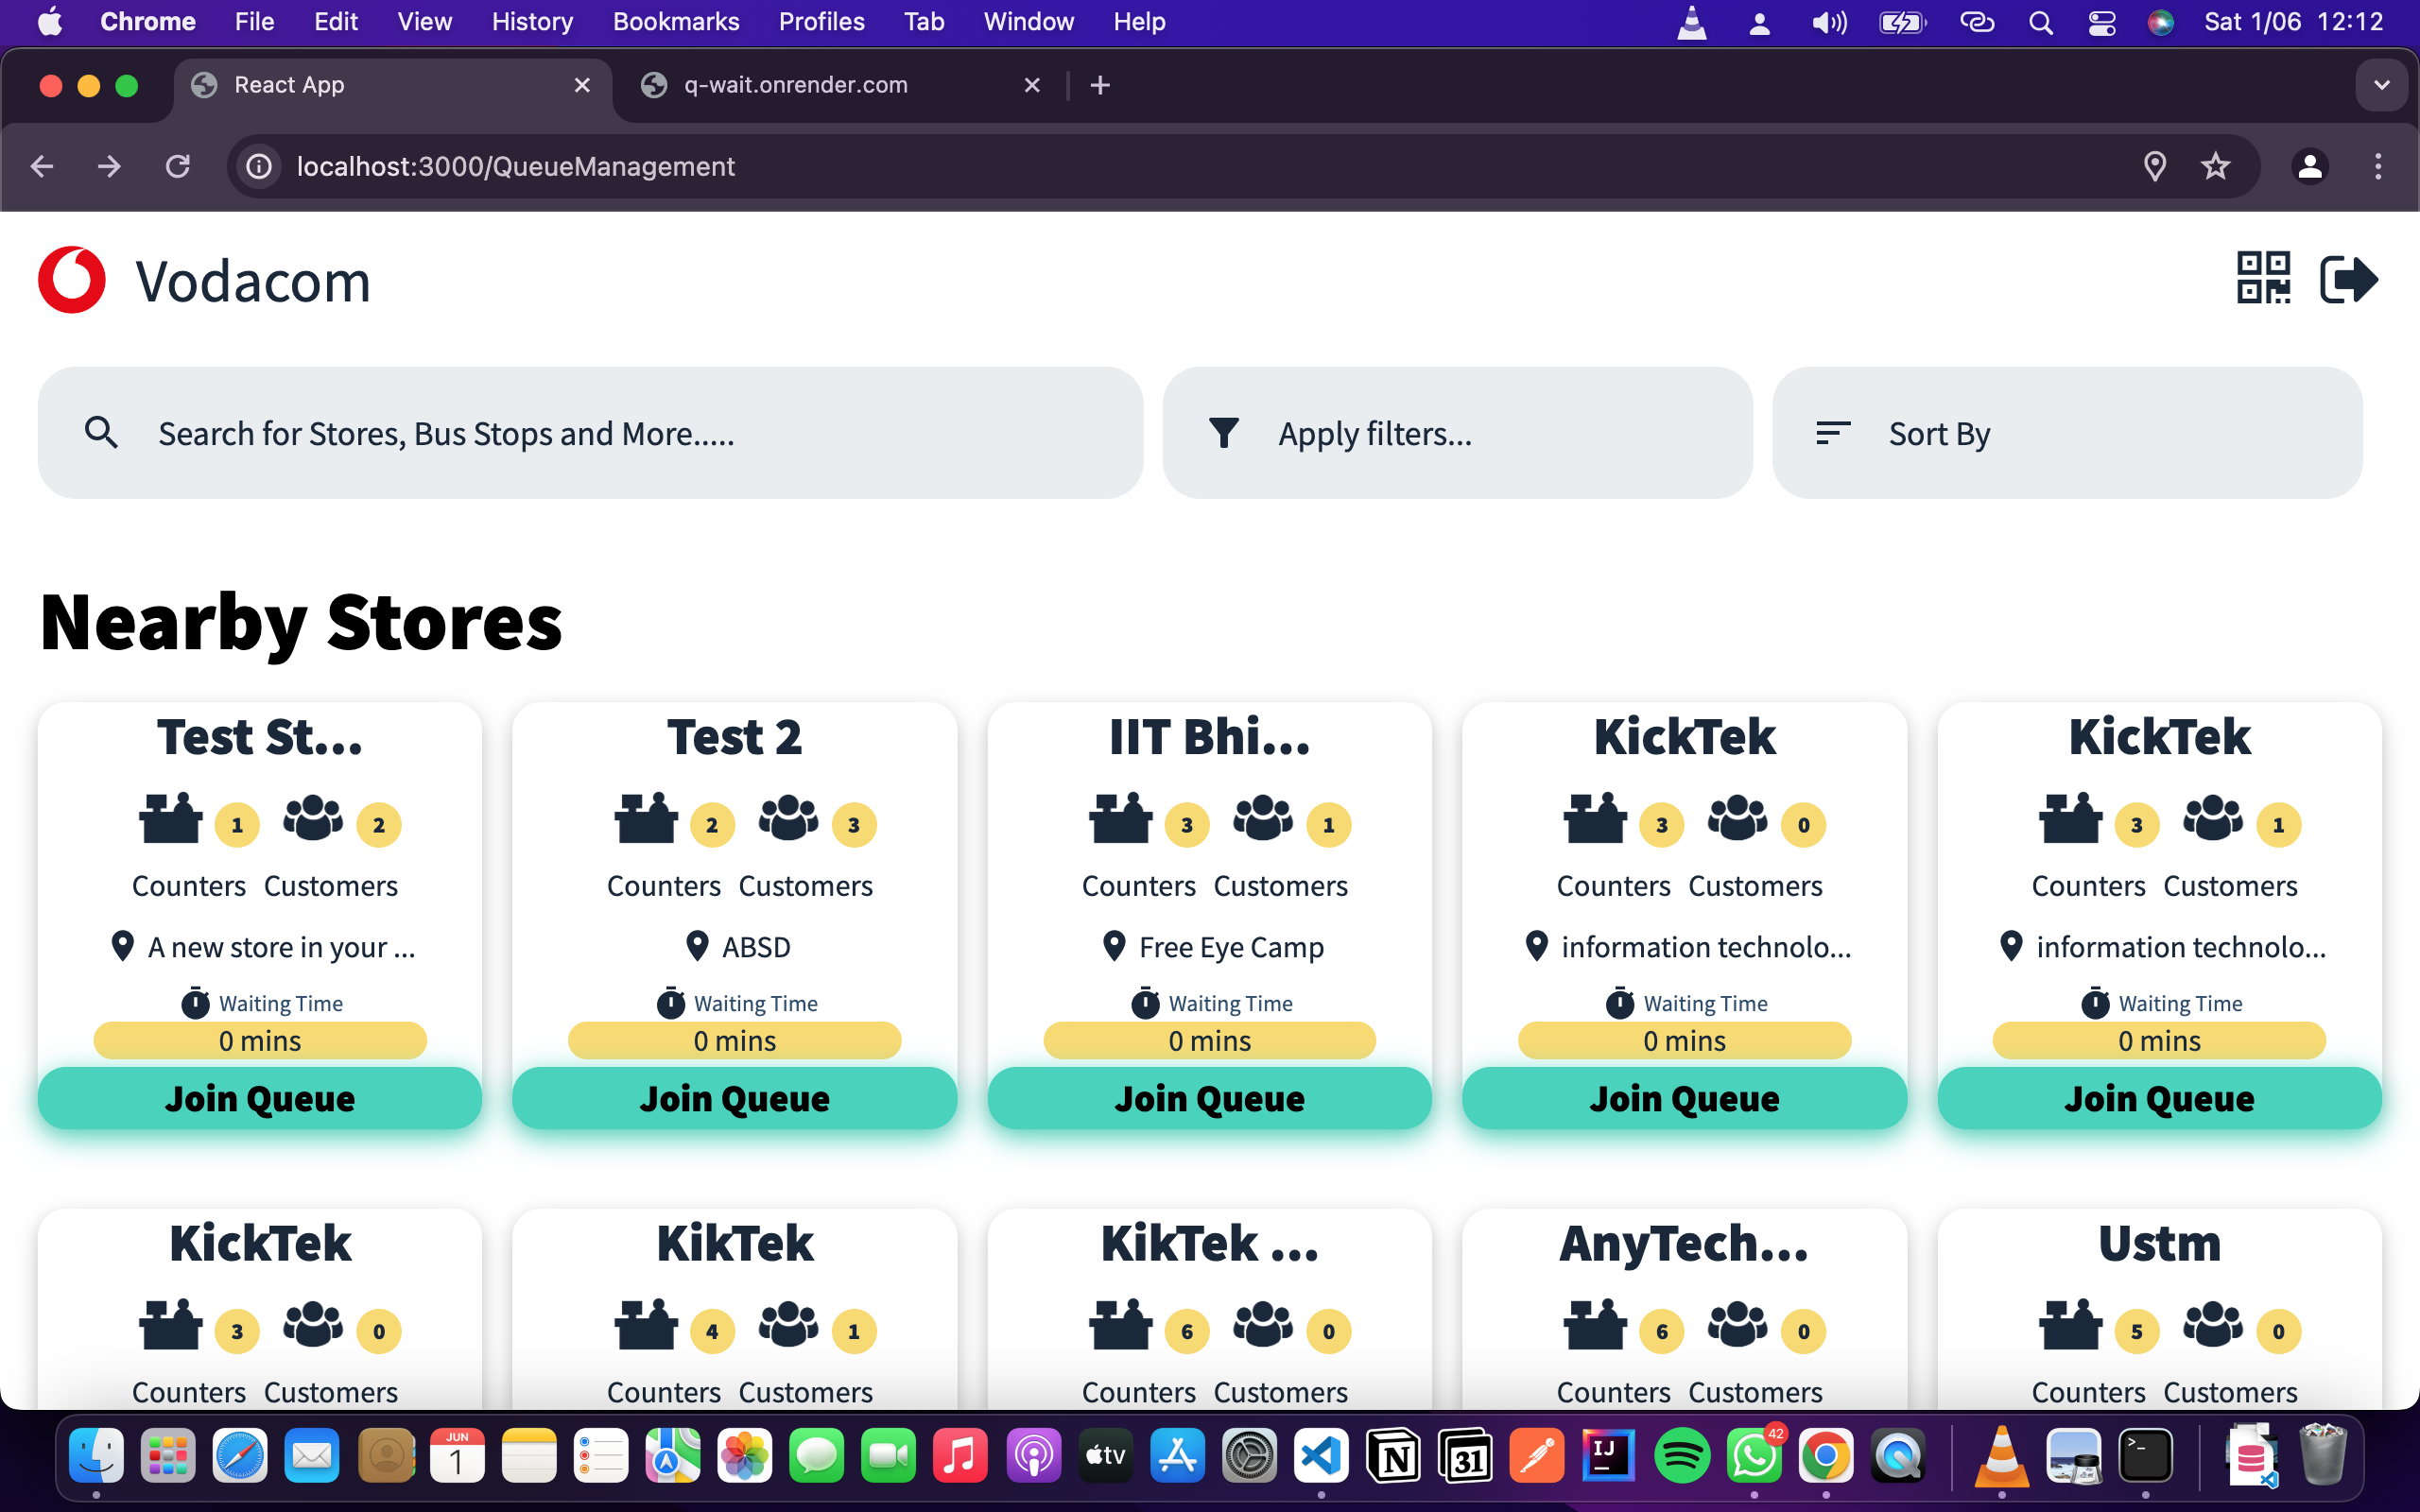 Chrome File Edit View History Bookmarks Profiles Tab Window Help Sat 1/06 12:12
React App q-wait.onrender.com
localhost:3000/QueueManagement
Vodacom
Search for Stores, Bus Stops and More..... Apply filters... Sort By
Nearby Stores
Test St... Test 2 IIT Bhi... KickTek KickTek
1 2 2 3 3 1 3 0 3 1
Counters Customers Counters Customers Counters Customers Counters Customers Counters Customers
A new store in your ... ABSD Free Eye Camp information technolo... information technolo...
Waiting Time Waiting Time Waiting Time Waiting Time Waiting Time
0 mins 0 mins 0 mins 0 mins 0 mins
Join Queue Join Queue Join Queue Join Queue Join Queue
KickTek KikTek KikTek ... AnyTech... Ustm
3 0 4 1 6 0 6 0 5 0
Counters Customers Counters Customers Counters Customers Counters Customers Counters Customers
JUN 42
1 tv N 31 IJ >_